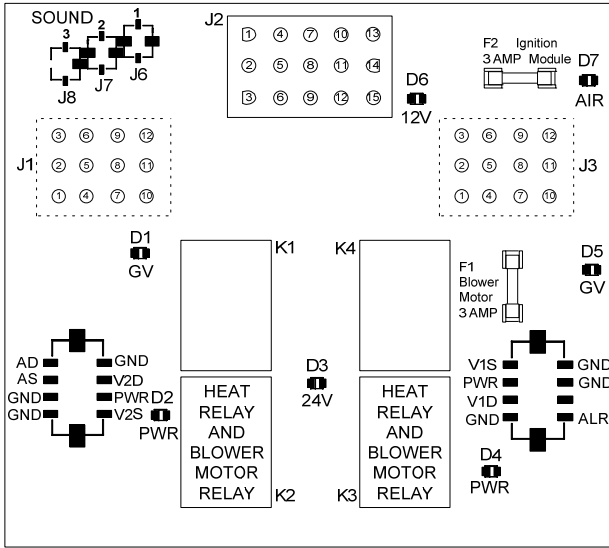 SOUND
3
2
1
J6
J7
J8
J2
1 4 7 10 13
2 5 8 11 14
3 6 9 12 15
D6
12V
F2 Ignition
3 AMP Module
D7
AIR
J1
3 6 9 12
2 5 8 11
1 4 7 10
J3
3 6 9 12
2 5 8 11
1 4 7 10
D1
GV
K1
K4
F1
Blower
Motor
3 AMP
D5
GV
AD
AS
GND
GND
GND
V2D
PWR
V2S
D2
PWR
D3
24V
HEAT
RELAY
AND
BLOWER
MOTOR
RELAY
K2
HEAT
RELAY
AND
BLOWER
MOTOR
RELAY
K3
V1S
PWR
V1D
GND
GND
GND
ALR
D4
PWR